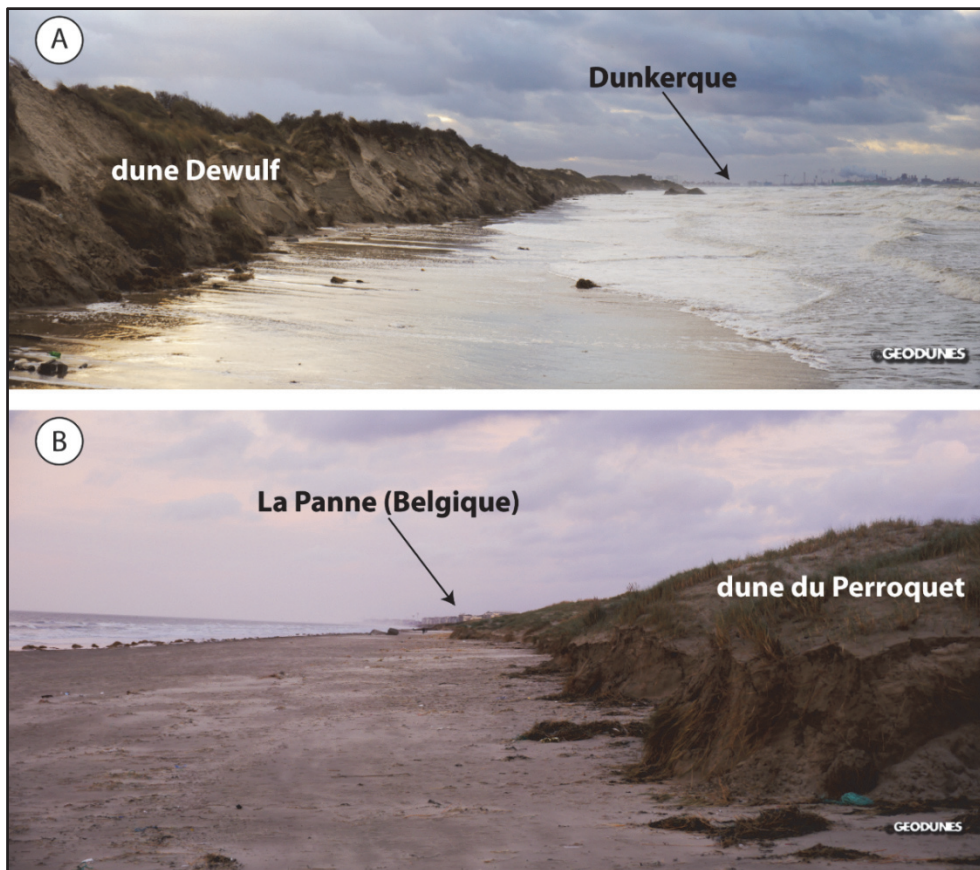 A
Dunkerque
dune Dewulf
GEODUNES
B
La Panne (Belgique)
dune du Perroquet
GEODUNES